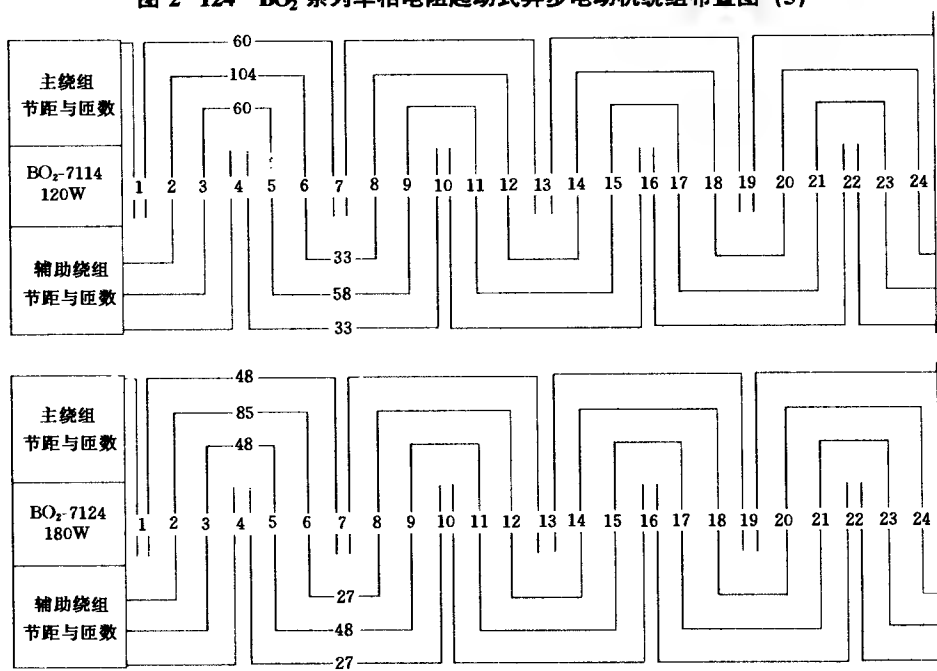 图 2-124 BO₂ 系列单相电阻起动式异步电动机绕组布置图 (3)
60
104
60
主绕组
节距与匝数
BO₂-7114
120W
1 2 3 4 5 6 7 8 9 10 11 12 13 14 15 16 17 18 19 20 21 22 23 24
辅助绕组
节距与匝数
33
58
33
48
85
48
主绕组
节距与匝数
BO₂-7124
180W
1 2 3 4 5 6 7 8 9 10 11 12 13 14 15 16 17 18 19 20 21 22 23 24
辅助绕组
节距与匝数
27
48
27